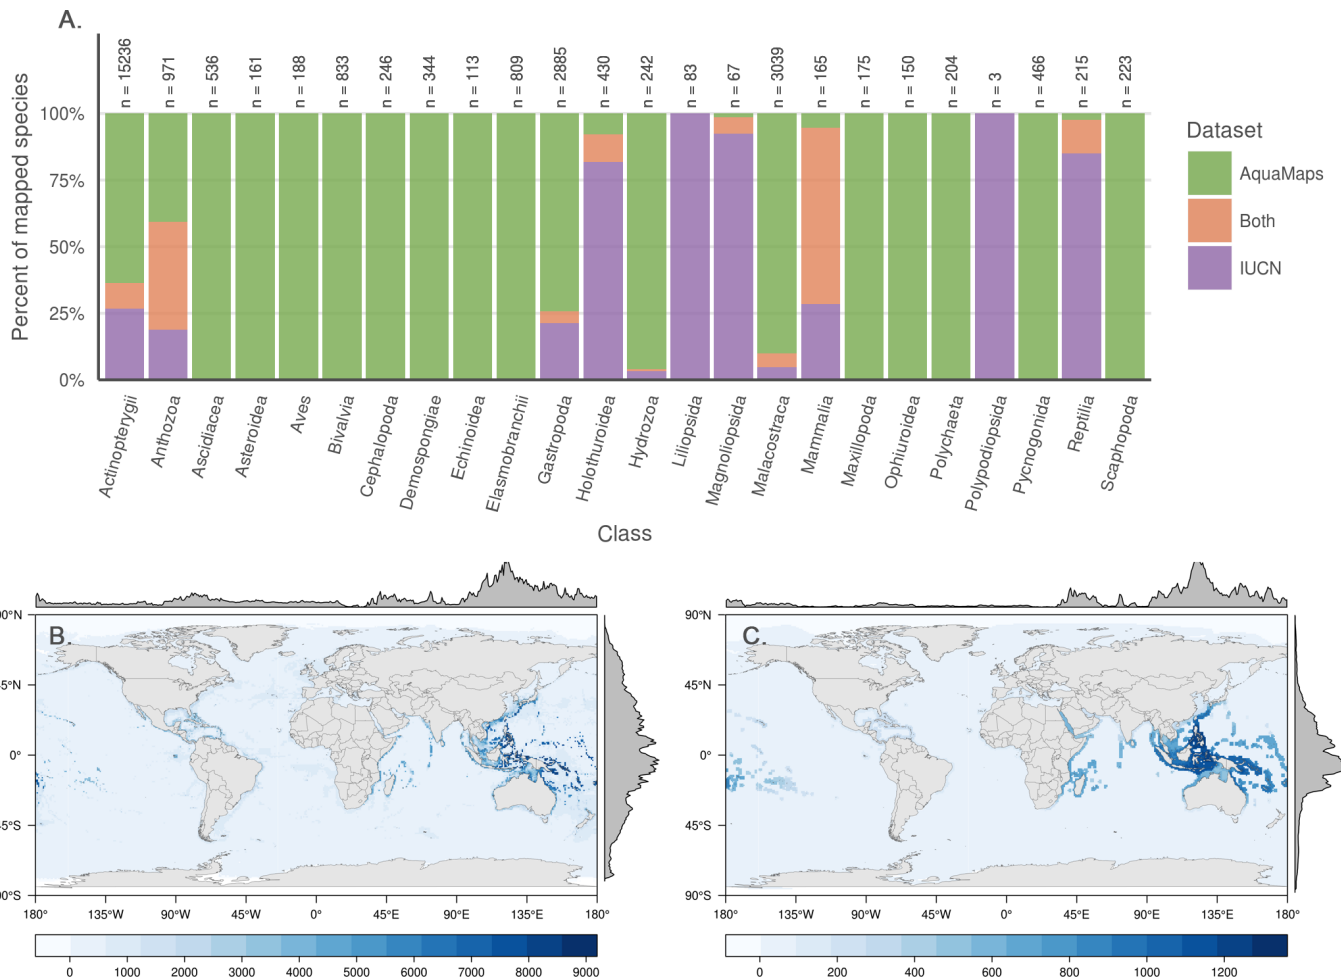 A.
n = 15236
n = 971
n = 536
n = 161
n = 188
n = 833
n = 246
n = 344
n = 113
n = 809
n = 2885
n = 430
n = 242
n = 83
n = 67
n = 3039
n = 165
n = 175
n = 150
n = 204
n = 3
n = 466
n = 215
n = 223
Percent of mapped species
100%
75%
50%
25%
0%
Dataset
AquaMaps
Both
IUCN
Actinopterygii
Anthozoa
Ascidiacea
Asteroidea
Aves
Bivalvia
Cephalopoda
Demospongiae
Echinoidea
Elasmobranchii
Gastropoda
Holothuroidea
Hydrozoa
Liliopsida
Magnoliopsida
Malacostraca
Mammalia
Maxillopoda
Ophiuroidea
Polychaeta
Polypodiopsida
Pycnogonida
Reptilia
Scaphopoda
Class
B.
00°N
45°N
0°
45°S
00°S
180° 135°W 90°W 45°W 0° 45°E 90°E 135°E 180°
0 1000 2000 3000 4000 5000 6000 7000 8000 9000
C.
90°N
45°N
0°
45°S
90°S
180° 135°W 90°W 45°W 0° 45°E 90°E 135°E 180°
0 200 400 600 800 1000 1200